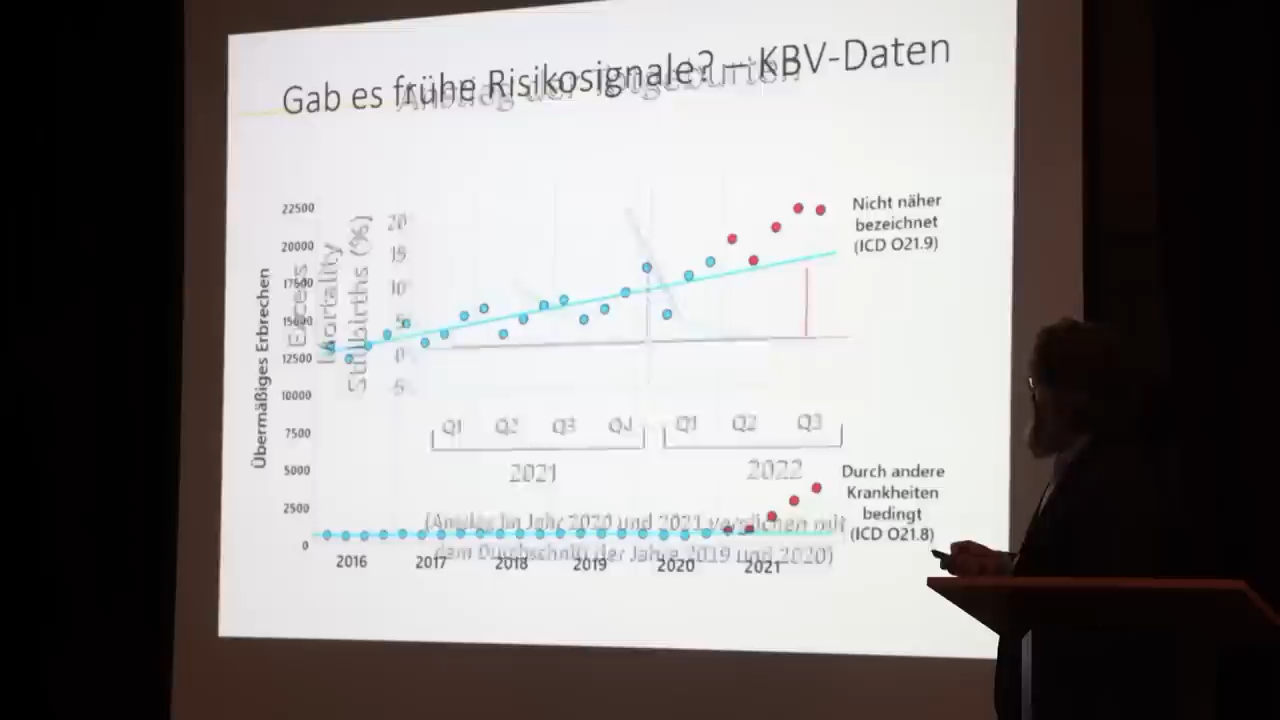 Gab es frühe Risikosignale? – KBV-Daten
Anstieg der Totgeburten
Übermäßiges Erbrechen
22500
20000
17500
15000
12500
10000
7500
5000
2500
0
Excess
Mortality
Stillbirths (%)
20
15
10
5
0
5
Nicht näher
bezeichnet
(ICD O21.9)
Q1 Q2 Q3 Q4 Q1 Q2 Q3
2021 2022
Durch andere
Krankheiten
bedingt
(ICD O21.8)
(Anstieg im Jahr 2020 und 2021 verglichen mit
dem Durchschnitt der Jahre 2019 und 2020)
2016 2017 2018 2019 2020 2021